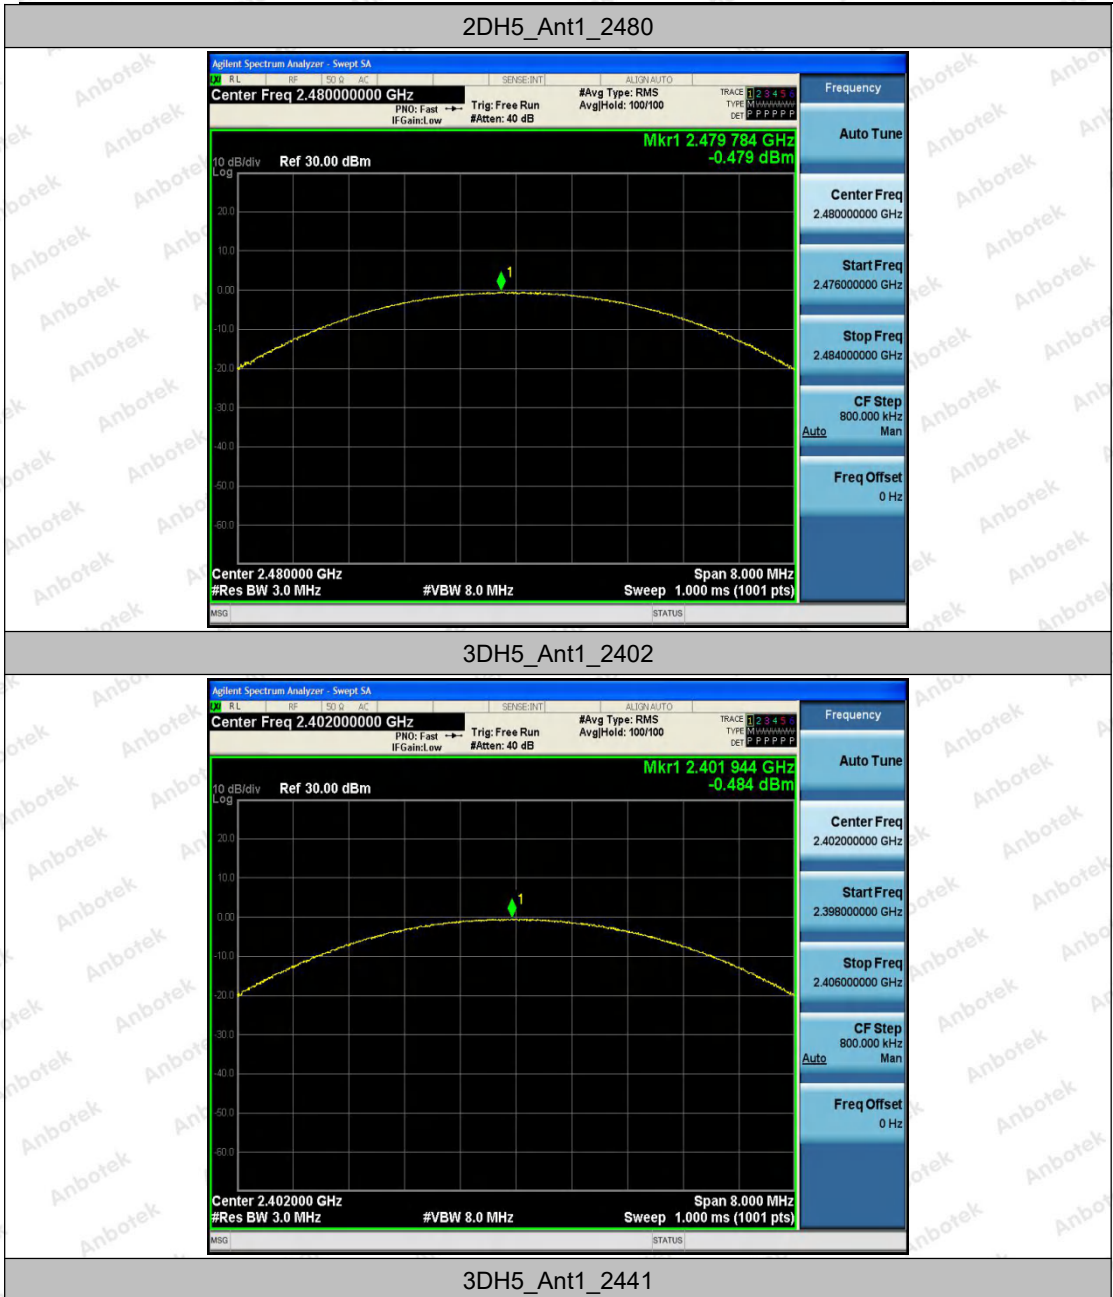 2DH5_Ant1_2480
Agilent Spectrum Analyzer - Swept SA
RL RF 50 Ω AC SENSE:INT ALIGN AUTO
Center Freq 2.480000000 GHz
PNO: Fast
IFGain:Low
Trig: Free Run
#Atten: 40 dB
#Avg Type: RMS
Avg|Hold: 100/100
TRACE 1 2 3 4 5 6
TYPE M
DET P P P P P P
Mkr1 2.479 784 GHz
-0.479 dBm
10 dB/div Ref 30.00 dBm
Log
20.0
10.0
0.00
-10.0
-20.0
-30.0
-40.0
-50.0
-60.0
1
Center 2.480000 GHz Span 8.000 MHz
#Res BW 3.0 MHz #VBW 8.0 MHz Sweep 1.000 ms (1001 pts)
MSG STATUS
Frequency
Auto Tune
Center Freq
2.480000000 GHz
Start Freq
2.476000000 GHz
Stop Freq
2.484000000 GHz
CF Step
800.000 kHz
Auto Man
Freq Offset
0 Hz
3DH5_Ant1_2402
Agilent Spectrum Analyzer - Swept SA
RL RF 50 Ω AC SENSE:INT ALIGN AUTO
Center Freq 2.402000000 GHz
PNO: Fast
IFGain:Low
Trig: Free Run
#Atten: 40 dB
#Avg Type: RMS
Avg|Hold: 100/100
TRACE 1 2 3 4 5 6
TYPE M
DET P P P P P P
Mkr1 2.401 944 GHz
-0.484 dBm
10 dB/div Ref 30.00 dBm
Log
20.0
10.0
0.00
-10.0
-20.0
-30.0
-40.0
-50.0
-60.0
1
Center 2.402000 GHz Span 8.000 MHz
#Res BW 3.0 MHz #VBW 8.0 MHz Sweep 1.000 ms (1001 pts)
MSG STATUS
Frequency
Auto Tune
Center Freq
2.402000000 GHz
Start Freq
2.398000000 GHz
Stop Freq
2.406000000 GHz
CF Step
800.000 kHz
Auto Man
Freq Offset
0 Hz
3DH5_Ant1_2441
Anbotek